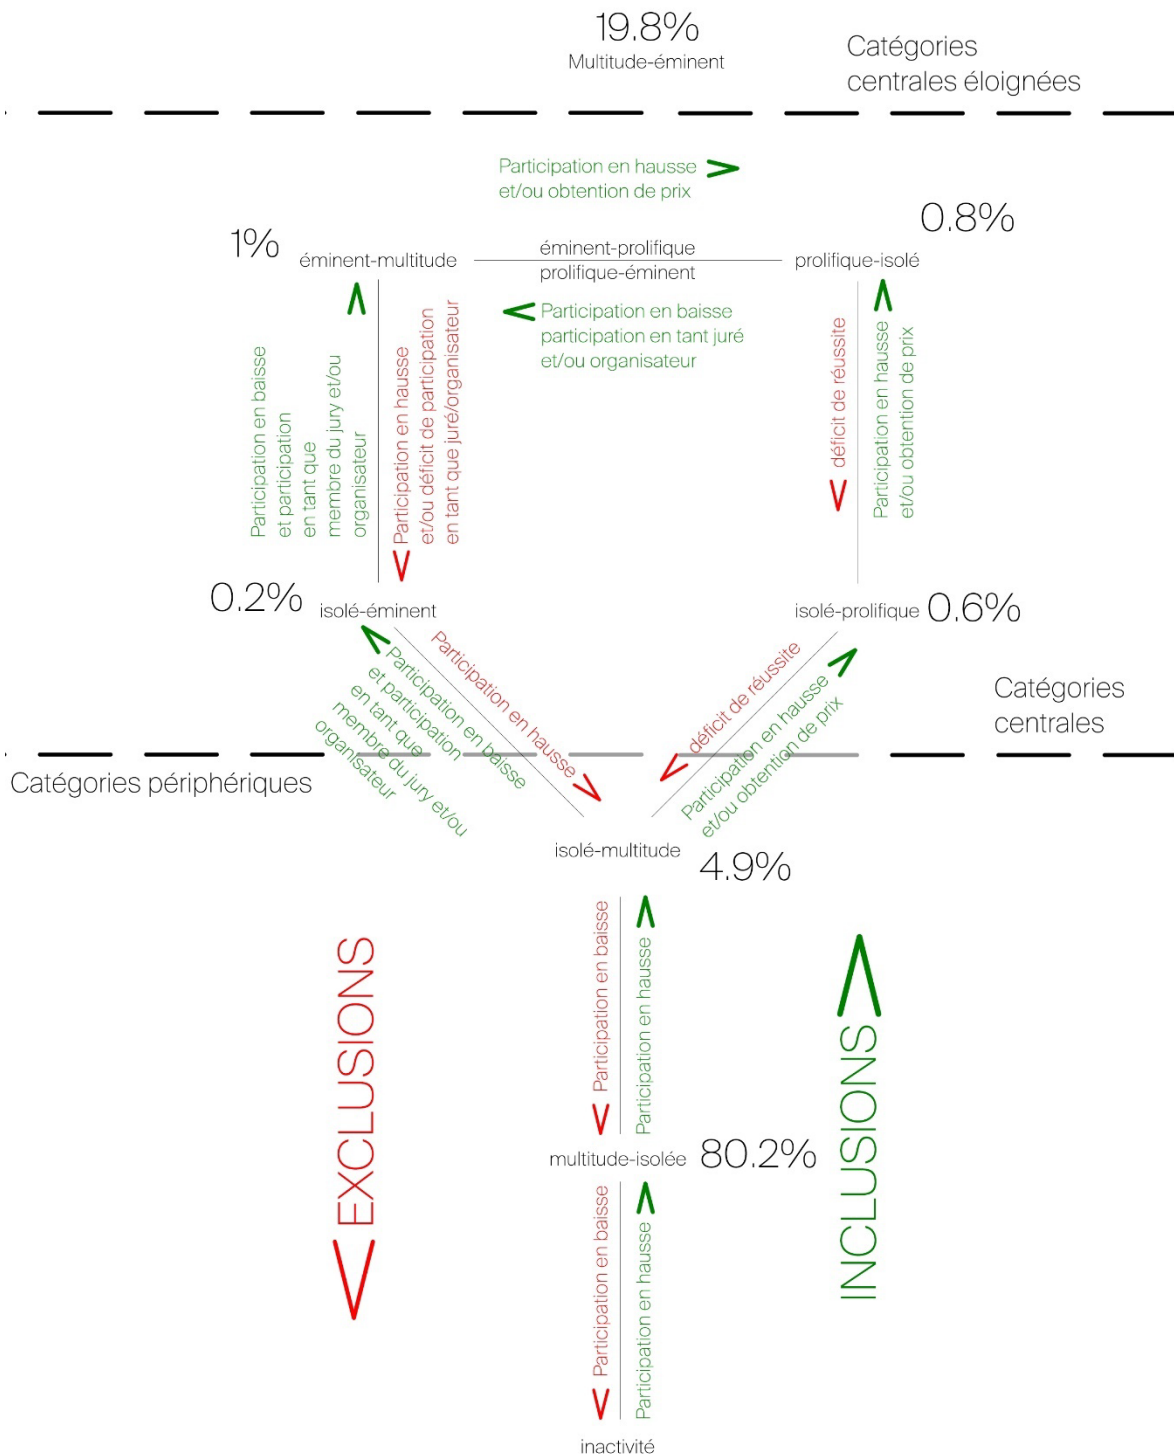 19.8%
Multitude-éminent
Catégories
centrales éloignées
Participation en hausse
et/ou obtention de prix
1%
éminent-multitude
éminent-prolifique
prolifique-éminent
0.8%
prolifique-isolé
Participation en baisse
participation en tant juré
et/ou organisateur
Participation en baisse
et participation
en tant que
membre du jury et/ou
organisateur
Participation en hausse
et/ou déficit de participation
en tant que juré/organisateur
déficit de réussite
Participation en hausse
et/ou obtention de prix
0.2%
isolé-éminent
isolé-prolifique
0.6%
Participation en hausse
Participation en baisse
et participation
en tant que
membre du jury et/ou
organisateur
déficit de réussite
Participation en hausse
et/ou obtention de prix
Catégories
centrales
Catégories périphériques
isolé-multitude
4.9%
Participation en baisse
Participation en hausse
EXCLUSIONS
INCLUSIONS
multitude-isolée
80.2%
Participation en baisse
Participation en hausse
inactivité